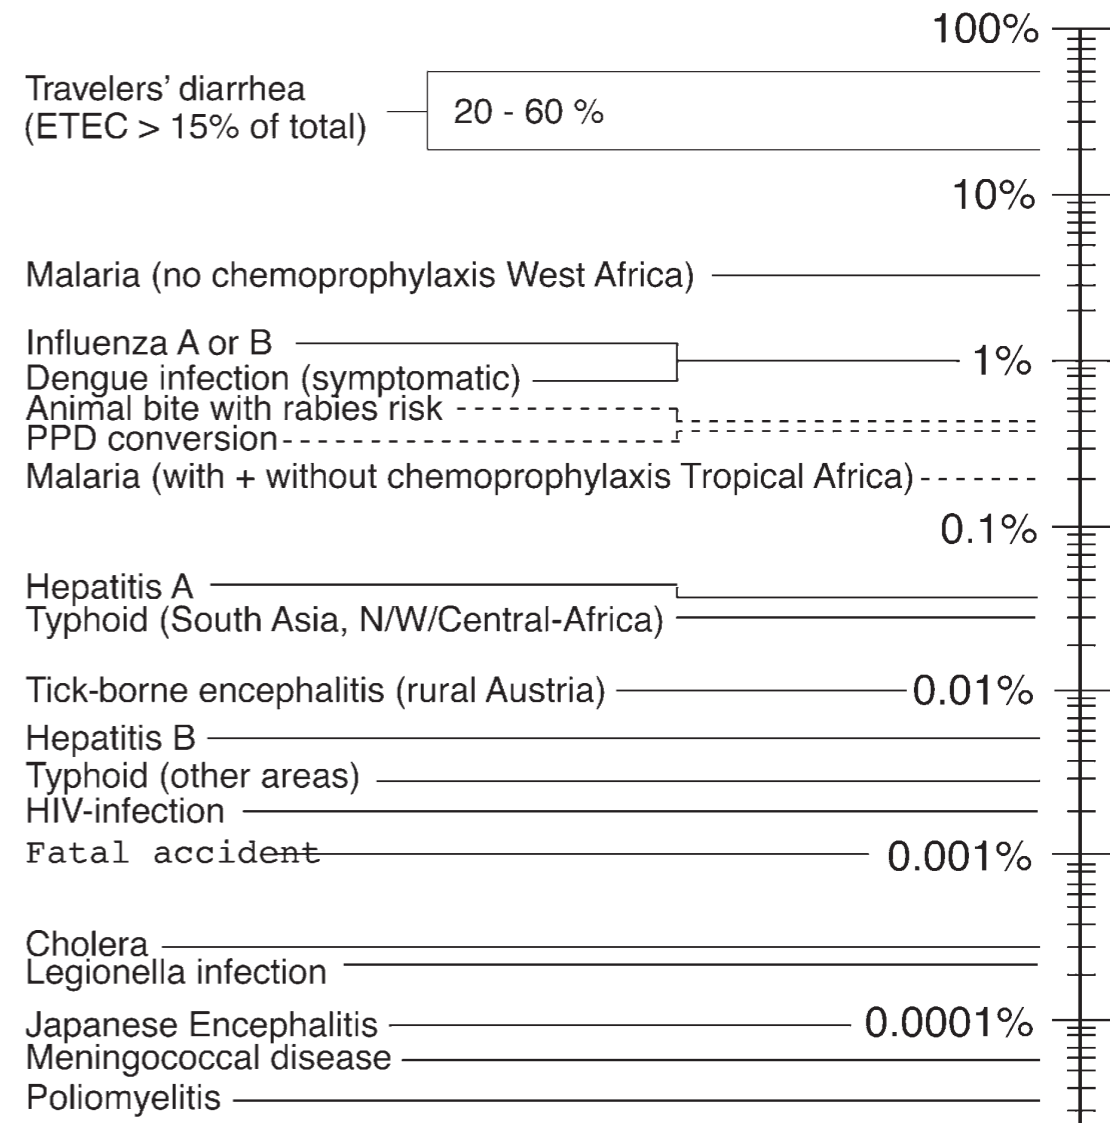 100%
Travelers’ diarrhea
(ETEC > 15% of total)
20 - 60 %
10%
Malaria (no chemoprophylaxis West Africa)
Influenza A or B
1%
Dengue infection (symptomatic)
Animal bite with rabies risk
PPD conversion
Malaria (with + without chemoprophylaxis Tropical Africa)
0.1%
Hepatitis A
Typhoid (South Asia, N/W/Central-Africa)
Tick-borne encephalitis (rural Austria)
0.01%
Hepatitis B
Typhoid (other areas)
HIV-infection
Fatal accident
0.001%
Cholera
Legionella infection
Japanese Encephalitis
0.0001%
Meningococcal disease
Poliomyelitis